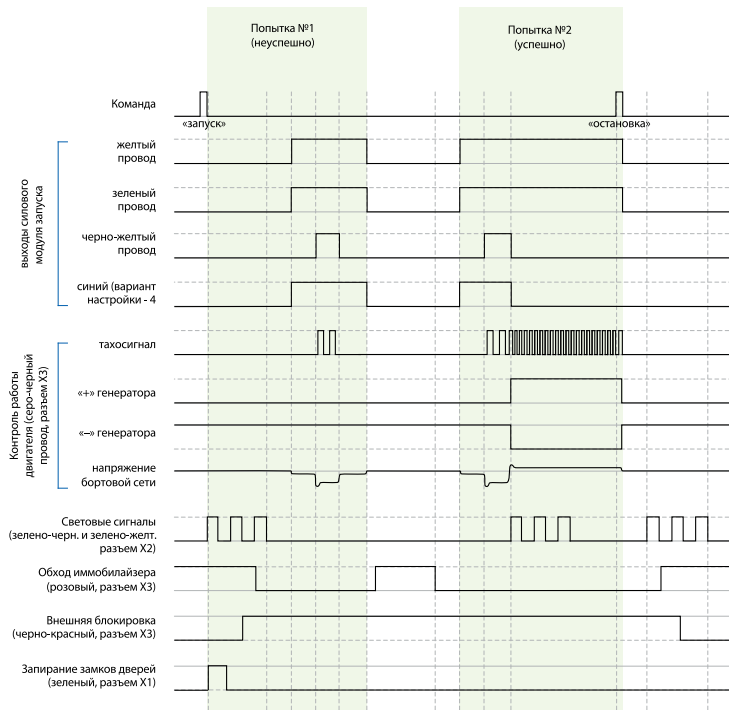 Попытка №1
(неуспешно)
Попытка №2
(успешно)
Команда
«запуск»
«остановка»
выходы силового
модуля запуска
желтый
провод
зеленый
провод
черно-желтый
провод
синий (вариант
настройки - 4
Контроль работы
двигателя (серо-черный
провод, разъем X3)
тахосигнал
«+» генератора
«–» генератора
напряжение
бортовой сети
Световые сигналы
(зелено-черн. и зелено-желт.
разъем X2)
Обход иммобилайзера
(розовый, разъем X3)
Внешняя блокировка
(черно-красный, разъем X3)
Запирание замков дверей
(зеленый, разъем X1)